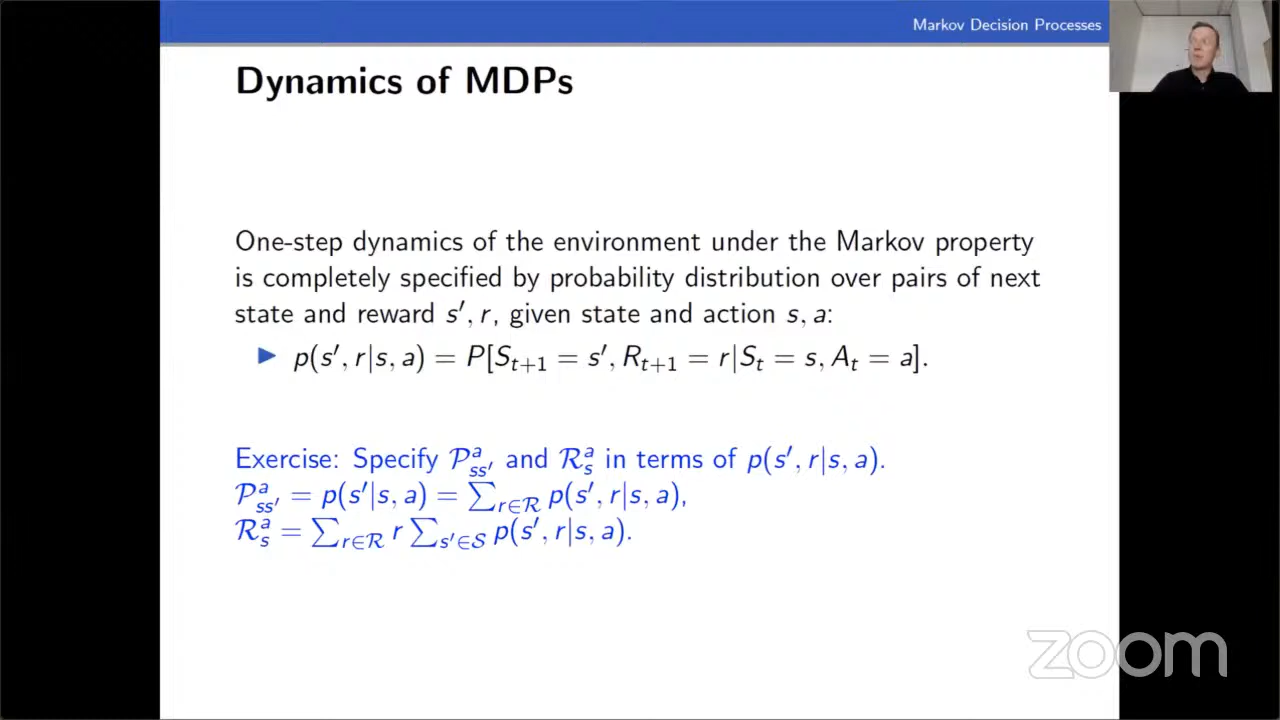 Markov Decision Processes
Dynamics of MDPs
One-step dynamics of the environment under the Markov property
is completely specified by probability distribution over pairs of next
state and reward s′, r, given state and action s, a:
▶ p(s′, r|s, a) = P[S_{t+1} = s′, R_{t+1} = r|S_t = s, A_t = a].
Exercise: Specify 𝒫^a_{ss′} and ℛ^a_s in terms of p(s′, r|s, a).
𝒫^a_{ss′} = p(s′|s, a) = ∑_{r∈ℛ} p(s′, r|s, a),
ℛ^a_s = ∑_{r∈ℛ} r ∑_{s′∈𝒮} p(s′, r|s, a).
zoom